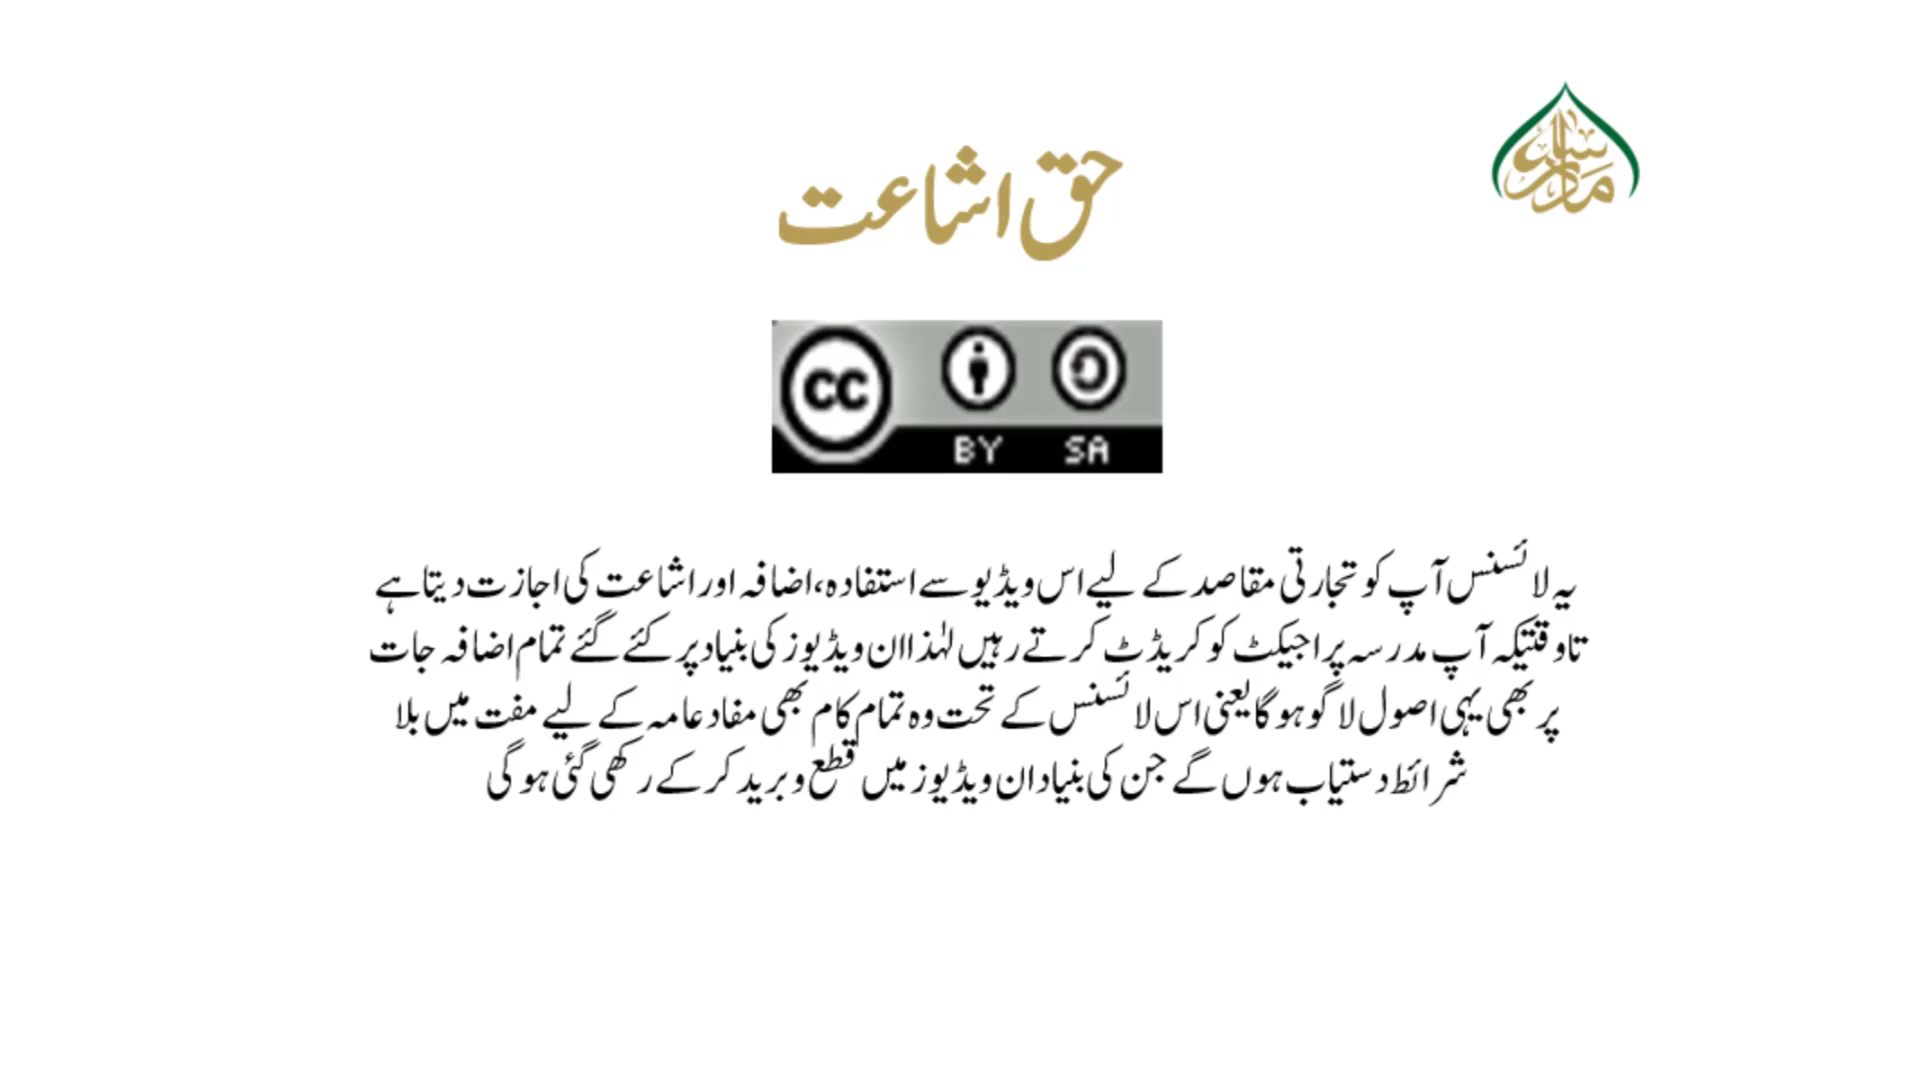 حق اشاعت
مدرسہ
CC BY SA
یہ لائسنس آپ کو تجارتی مقاصد کے لیے اس ویڈیو سے استفادہ، اضافہ اور اشاعت کی اجازت دیتا ہے
تاوقتیکہ آپ مدرسہ پراجیکٹ کو کریڈٹ کرتے رہیں لہٰذا ان ویڈیوز کی بنیاد پر کئے گئے تمام اضافہ جات
پر بھی یہی اصول لاگو ہوگا یعنی اس لائسنس کے تحت وہ تمام کام بھی مفاد عامہ کے لیے مفت میں بلا
شرائط دستیاب ہوں گے جن کی بنیاد ان ویڈیوز میں قطع و برید کر کے رکھی گئی ہوگی